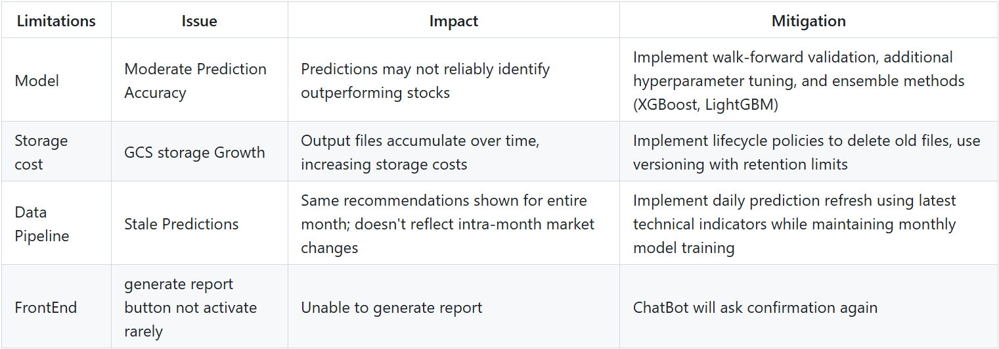 Limitations Issue Impact Mitigation
Model
Moderate Prediction
Accuracy
Predictions may not reliably identify
outperforming stocks
Implement walk-forward validation, additional
hyperparameter tuning, and ensemble methods
(XGBoost, LightGBM)
Storage
cost
GCS storage Growth
Output files accumulate over time,
increasing storage costs
Implement lifecycle policies to delete old files, use
versioning with retention limits
Data
Pipeline
Stale Predictions
Same recommendations shown for entire
month; doesn't reflect intra-month market
changes
Implement daily prediction refresh using latest
technical indicators while maintaining monthly
model training
FrontEnd
generate report
button not activate
rarely
Unable to generate report
ChatBot will ask confirmation again